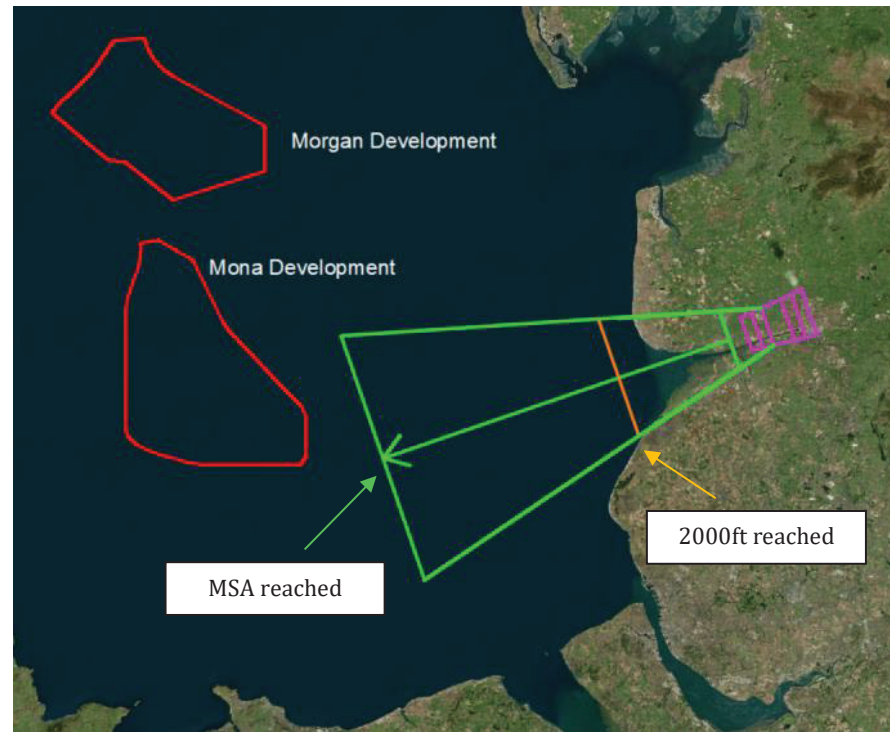 Morgan Development
Mona Development
2000ft reached
MSA reached